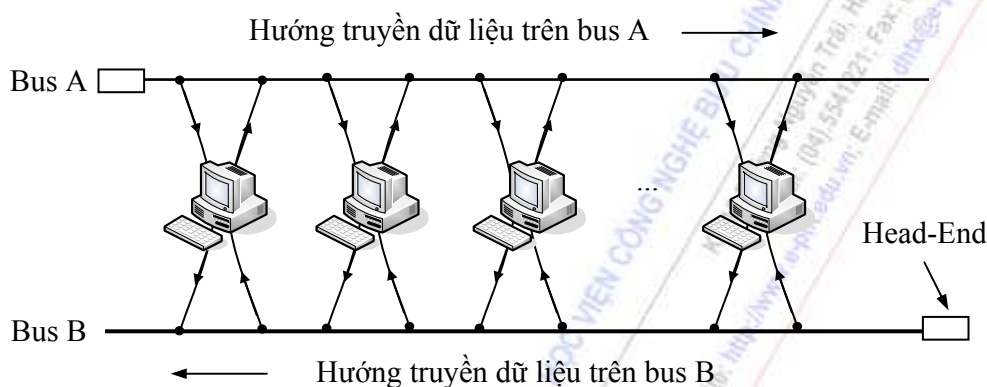 Hướng truyền dữ liệu trên bus A
Bus A
...
Head-End
Bus B
Hướng truyền dữ liệu trên bus B